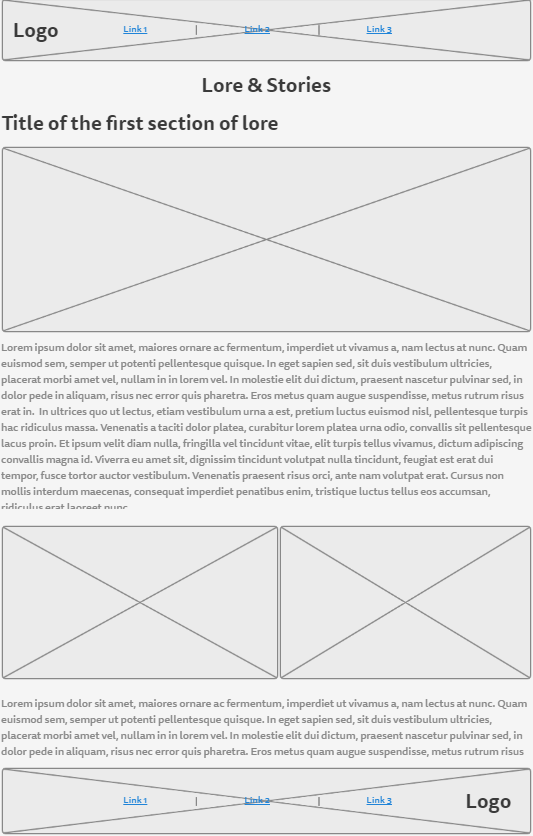 Logo Link 1 | Link 2 | Link 3
Lore & Stories
Title of the first section of lore
Lorem ipsum dolor sit amet, maiores ornare ac fermentum, imperdiet ut vivamus a, nam lectus at nunc. Quam
euismod sem, semper ut potenti pellentesque quisque. In eget sapien sed, sit duis vestibulum ultricies,
placerat morbi amet vel, nullam in in lorem vel. In molestie elit dui dictum, praesent nascetur pulvinar sed, in
dolor pede in aliquam, risus nec error quis pharetra. Eros metus quam augue suspendisse, metus rutrum risus
erat in. In ultrices quo ut lectus, etiam vestibulum urna a est, pretium luctus euismod nisl, pellentesque turpis
hac ridiculus massa. Venenatis a taciti dolor platea, curabitur lorem platea urna odio, convallis sit pellentesque
lacus proin. Et ipsum velit diam nulla, fringilla vel tincidunt vitae, elit turpis tellus vivamus, dictum adipiscing
convallis magna id. Viverra eu amet sit, dignissim tincidunt volutpat nulla tincidunt, feugiat est erat dui
tempor, fusce tortor auctor vestibulum. Venenatis praesent risus orci, ante nam volutpat erat. Cursus non
mollis interdum maecenas, consequat imperdiet penatibus enim, tristique luctus tellus eos accumsan,
ridiculus erat laoreet nunc.
Lorem ipsum dolor sit amet, maiores ornare ac fermentum, imperdiet ut vivamus a, nam lectus at nunc. Quam
euismod sem, semper ut potenti pellentesque quisque. In eget sapien sed, sit duis vestibulum ultricies,
placerat morbi amet vel, nullam in in lorem vel. In molestie elit dui dictum, praesent nascetur pulvinar sed, in
dolor pede in aliquam, risus nec error quis pharetra. Eros metus quam augue suspendisse, metus rutrum risus
Link 1 | Link 2 | Link 3 Logo